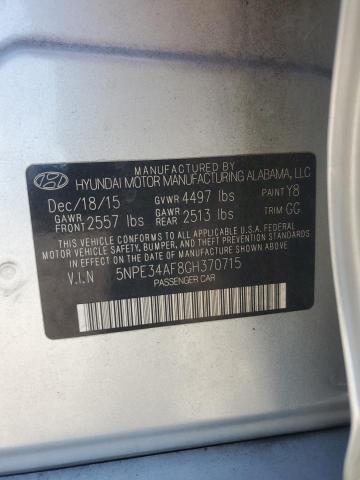 MANUFACTURED BY
HYUNDAI MOTOR MANUFACTURING ALABAMA, LLC
Dec/18/15 GVWR 4497 lbs PAINT Y8
GAWR FRONT 2557 lbs GAWR REAR 2513 lbs TRIM GG
THIS VEHICLE CONFORMS TO ALL APPLICABLE U.S.A. FEDERAL
MOTOR VEHICLE SAFETY, BUMPER, AND THEFT PREVENTION
STANDARDS IN EFFECT ON THE DATE OF MANUFACTURE SHOWN ABOVE.
V.I.N 5NPE34AF8GH370715
PASSENGER CAR